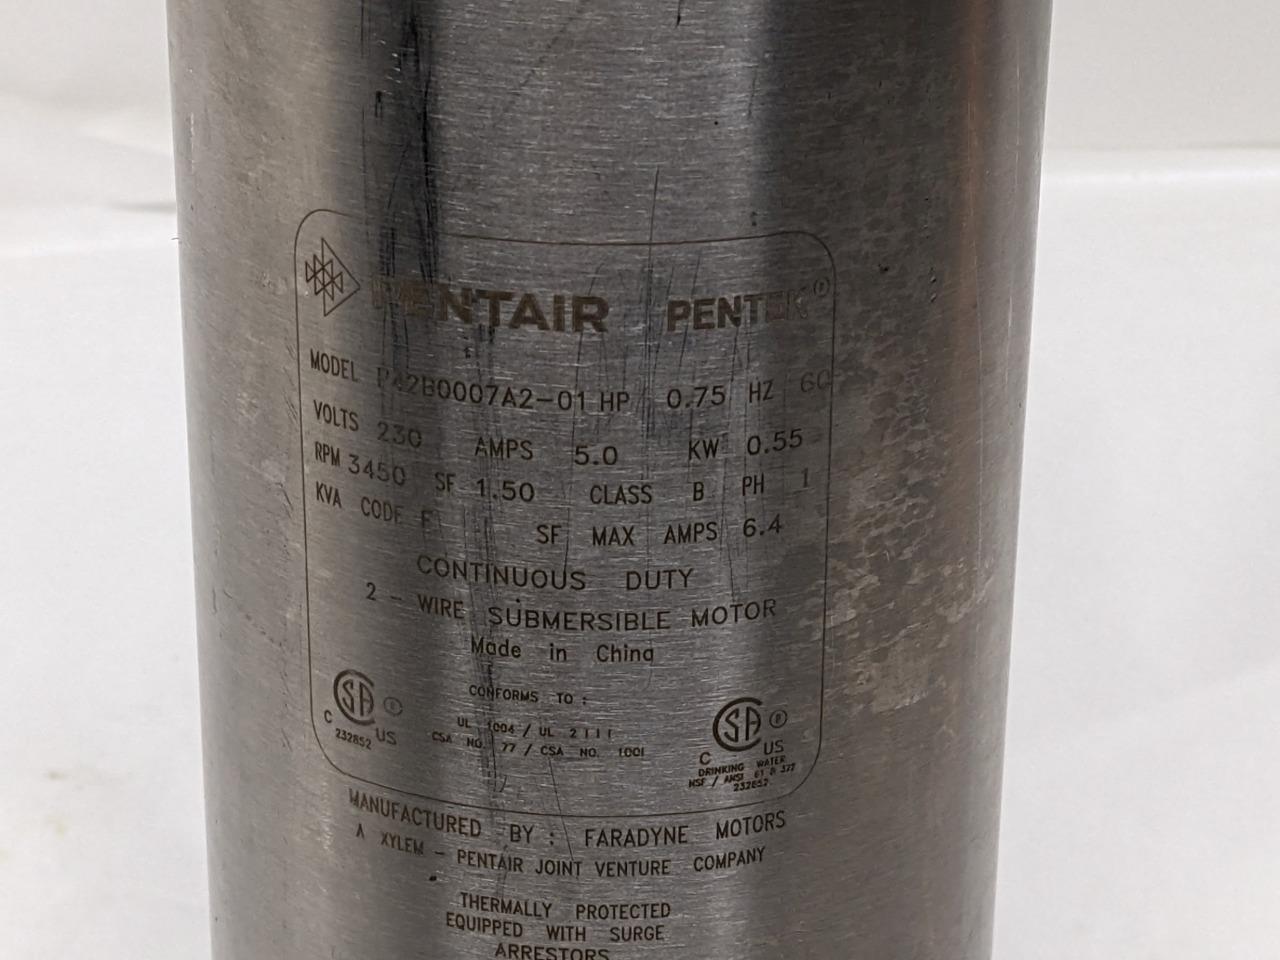 PENTAIR PENTEK®
MODEL P42B0007A2-01 HP 0.75 HZ 60
VOLTS 230 AMPS 5.0 KW 0.55
RPM 3450 SF 1.50 CLASS B PH 1
KVA CODE F SF MAX AMPS 6.4
CONTINUOUS DUTY
2 - WIRE SUBMERSIBLE MOTOR
Made in China
CONFORMS TO :
UL 1004 / UL 2111
CSA NO. 77 / CSA NO. 1001
CSA ®
C US
232852
CSA ®
C US
DRINKING WATER
NSF / ANSI 61 & 372
232852
MANUFACTURED BY : FARADYNE MOTORS
A XYLEM - PENTAIR JOINT VENTURE COMPANY
THERMALLY PROTECTED
EQUIPPED WITH SURGE
ARRESTORS